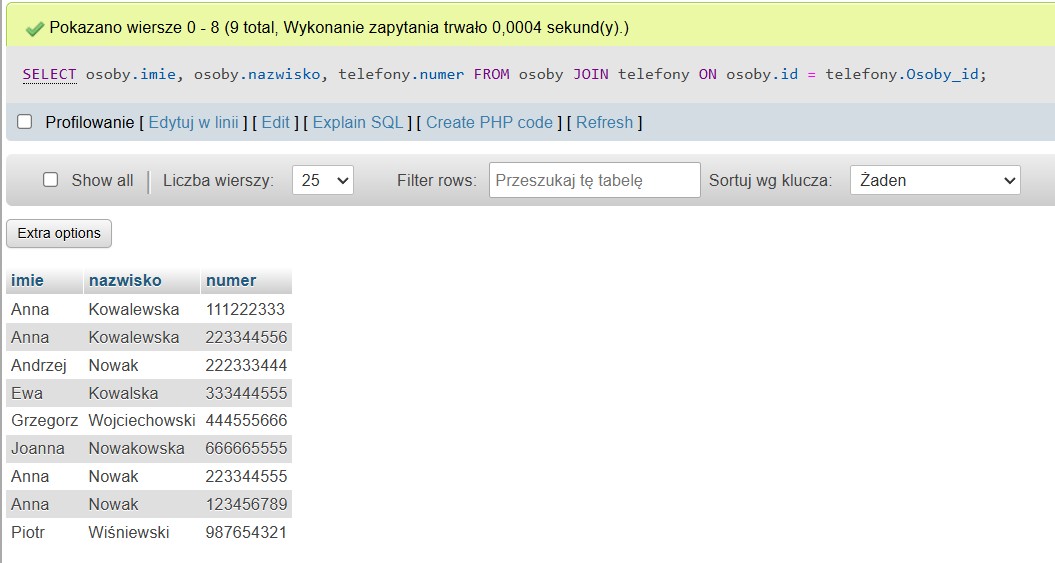 Pokazano wiersze 0 - 8 (9 total, Wykonanie zapytania trwało 0,0004 sekund(y).)
SELECT osoby.imie, osoby.nazwisko, telefony.numer FROM osoby JOIN telefony ON osoby.id = telefony.Osoby_id;
Profilowanie [ Edytuj w linii ] [ Edit ] [ Explain SQL ] [ Create PHP code ] [ Refresh ]
Show all | Liczba wierszy: 25 Filter rows: Przeszukaj tę tabelę Sortuj wg klucza: Żaden
Extra options
imie nazwisko numer
Anna Kowalewska 111222333
Anna Kowalewska 223344556
Andrzej Nowak 222333444
Ewa Kowalska 333444555
Grzegorz Wojciechowski 444555666
Joanna Nowakowska 666665555
Anna Nowak 223344555
Anna Nowak 123456789
Piotr Wiśniewski 987654321